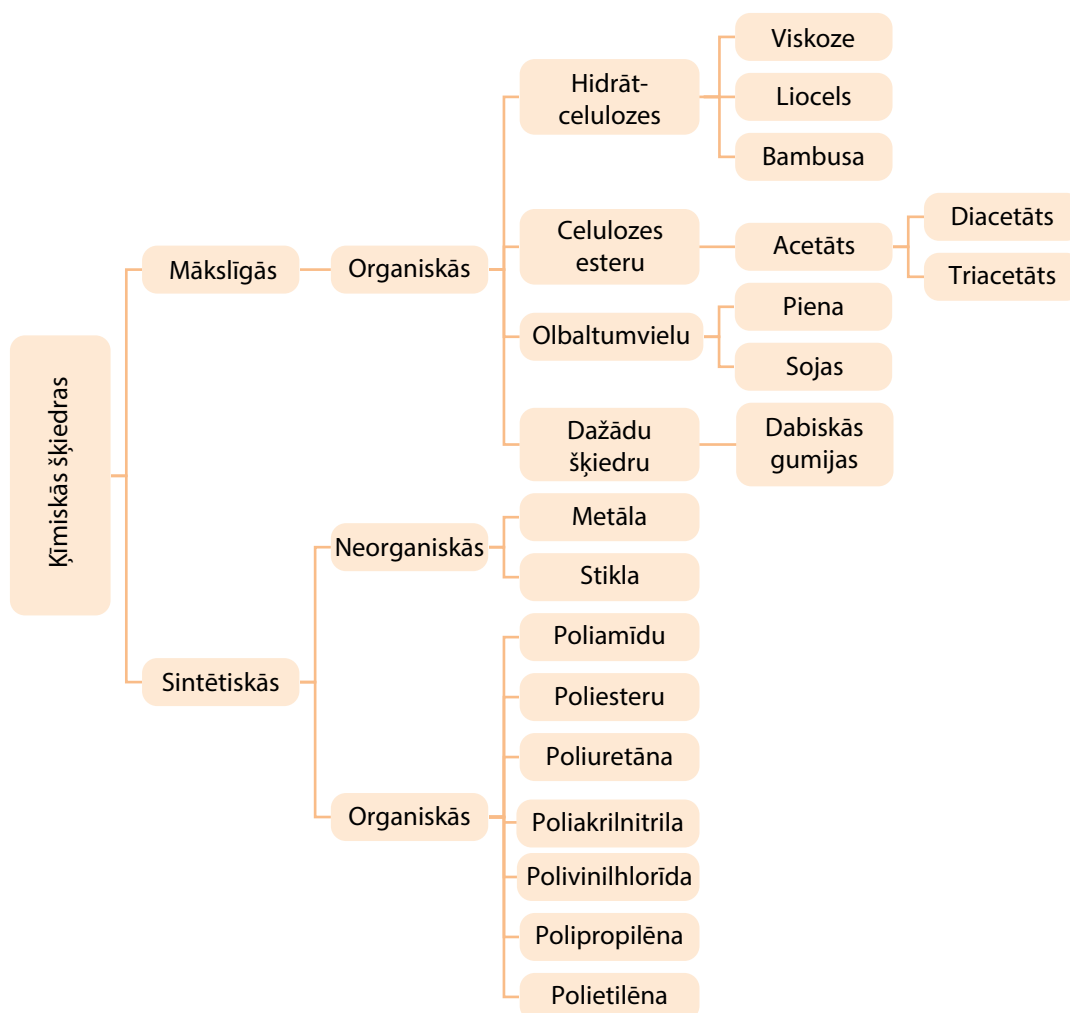 Ķīmiskās šķiedras
Mākslīgās
Organiskās
Hidrāt-
celulozes
Viskoze
Liocels
Bambusa
Celulozes
esteru
Acetāts
Diacetāts
Triacetāts
Olbaltumvielu
Piena
Sojas
Dažādu
šķiedru
Dabiskās
gumijas
Sintētiskās
Neorganiskās
Metāla
Stikla
Organiskās
Poliamīdu
Poliesteru
Poliuretāna
Poliakrilnitrila
Polivinilhlorīda
Polipropilēna
Polietilēna